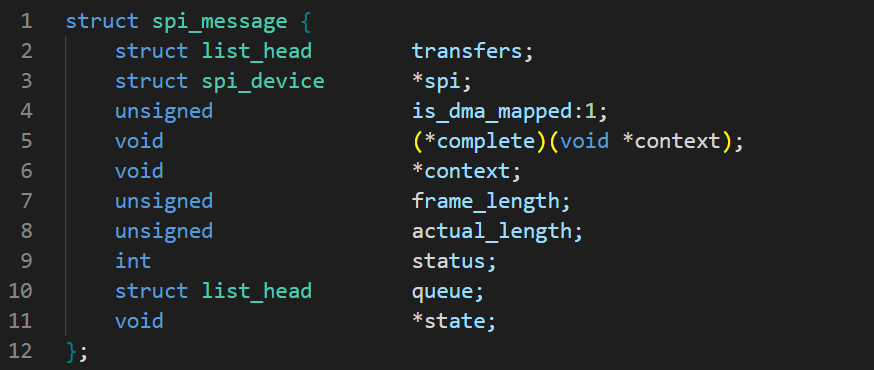 1 struct spi_message {
2 struct list_head transfers;
3 struct spi_device *spi;
4 unsigned is_dma_mapped:1;
5 void (*complete)(void *context);
6 void *context;
7 unsigned frame_length;
8 unsigned actual_length;
9 int status;
10 struct list_head queue;
11 void *state;
12 };